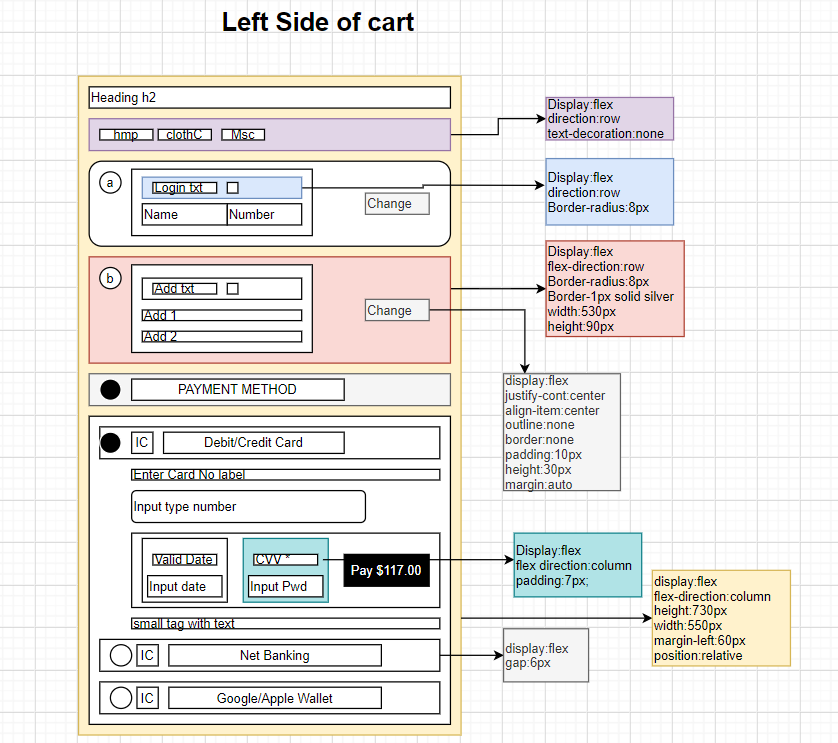 Left Side of cart
Heading h2
hmp clothC Msc
Display:flex
direction:row
text-decoration:none
a
Login txt
Name Number
Change
Display:flex
direction:row
Border-radius:8px
b
Add txt
Add 1
Add 2
Change
Display:flex
flex-direction:row
Border-radius:8px
Border-1px solid silver
width:530px
height:90px
PAYMENT METHOD
display:flex
justify-cont:center
align-item:center
outline:none
border:none
padding:10px
height:30px
margin:auto
IC Debit/Credit Card
Enter Card No label
Input type number
Valid Date
Input date
CVV *
Input Pwd
Pay $117.00
Display:flex
flex direction:column
padding:7px;
small tag with text
display:flex
flex-direction:column
height:730px
width:550px
margin-left:60px
position:relative
IC Net Banking
display:flex
gap:6px
IC Google/Apple Wallet